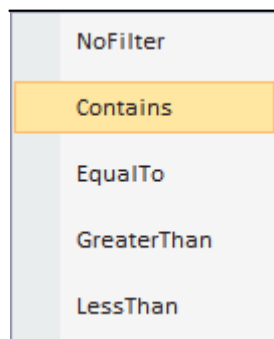 NoFilter
Contains
EqualTo
GreaterThan
LessThan